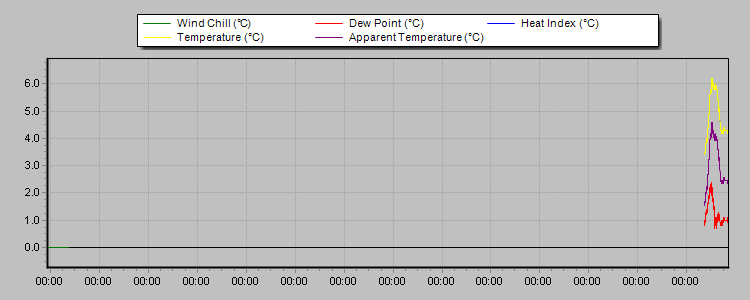 Wind Chill (°C) Dew Point (°C) Heat Index (°C)
Temperature (°C) Apparent Temperature (°C)
6.0
5.0
4.0
3.0
2.0
1.0
0.0
00:00 00:00 00:00 00:00 00:00 00:00 00:00 00:00 00:00 00:00 00:00 00:00 00:00 00:00